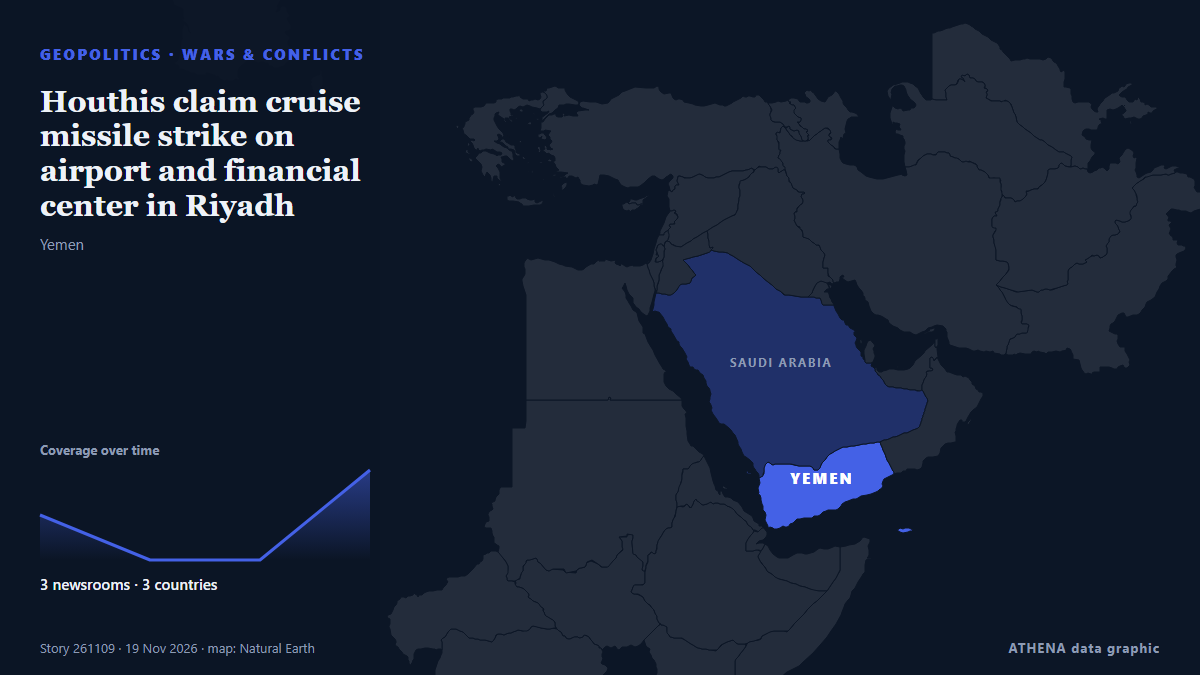 GEOPOLITICS · WARS & CONFLICTS
Houthis claim cruise
missile strike on
airport and financial
center in Riyadh
Yemen
SAUDI ARABIA
YEMEN
Coverage over time
3 newsrooms · 3 countries
Story 261109 · 19 Nov 2026 · map: Natural Earth
ATHENA data graphic